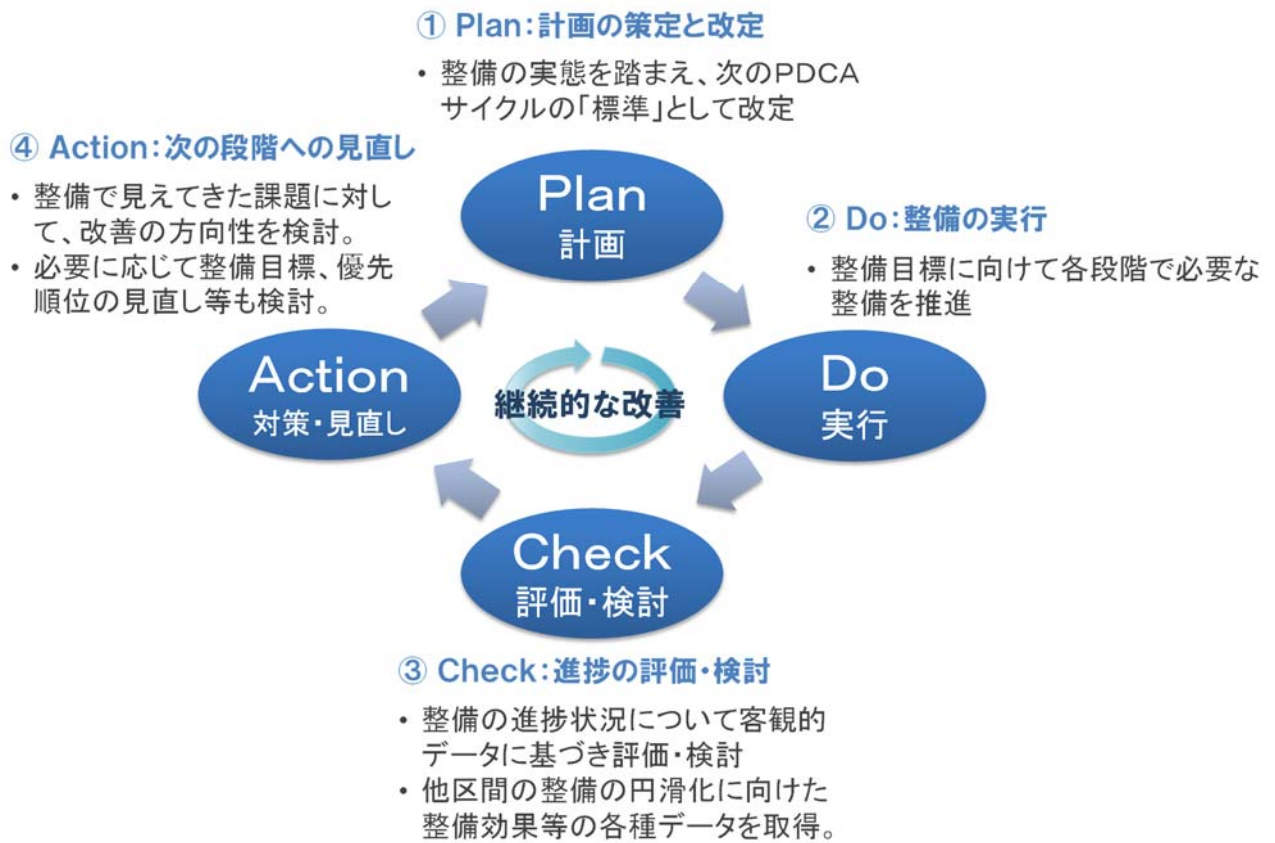 ① Plan:計画の策定と改定
• 整備の実態を踏まえ、次のPDCA
サイクルの「標準」として改定
④ Action:次の段階への見直し
• 整備で見えてきた課題に対し
て、改善の方向性を検討。
• 必要に応じて整備目標、優先
順位の見直し等も検討。
Plan
計画
② Do:整備の実行
• 整備目標に向けて各段階で必要な
整備を推進
Action
対策・見直し
継続的な改善
Do
実行
Check
評価・検討
③ Check:進捗の評価・検討
• 整備の進捗状況について客観的
データに基づき評価・検討
• 他区間の整備の円滑化に向けた
整備効果等の各種データを取得。